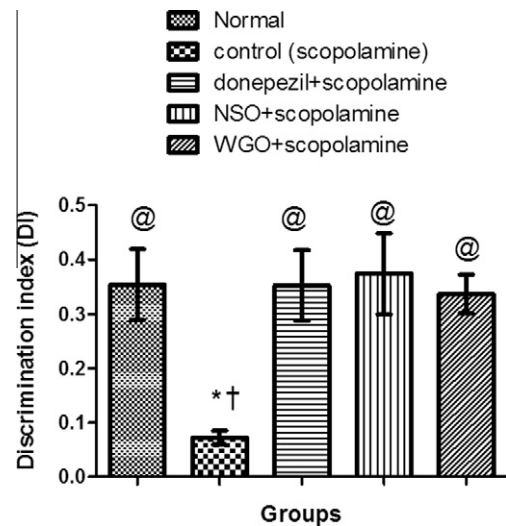 Normal
control (scopolamine)
donepezil+scopolamine
NSO+scopolamine
WGO+scopolamine
Discrimination index (DI)
0.5
0.4
0.3
0.2
0.1
0.0
@
*†
@
@
@
Groups